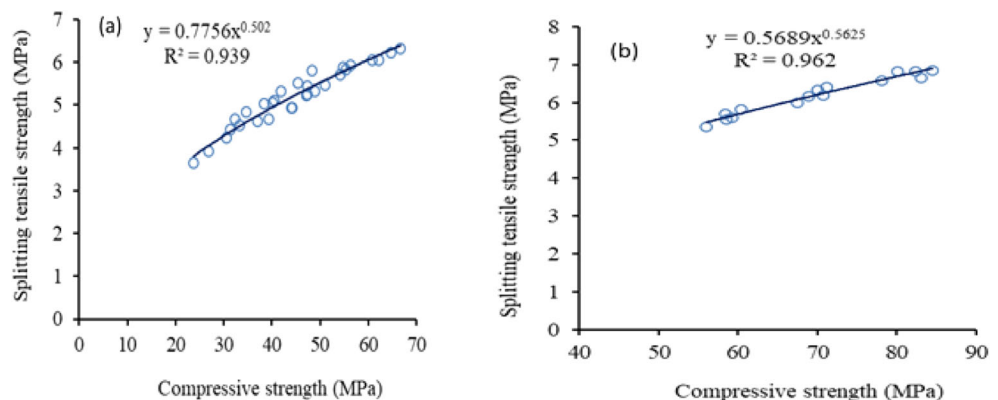 (a)
y = 0.7756x^0.502
R² = 0.939
Splitting tensile strength (MPa)
7
6
5
4
3
2
1
0
0 10 20 30 40 50 60 70
Compressive strength (MPa)
(b)
y = 0.5689x^0.5625
R² = 0.962
Splitting tensile strength (MPa)
8
7
6
5
4
3
2
1
0
40 50 60 70 80 90
Compressive strength (MPa)